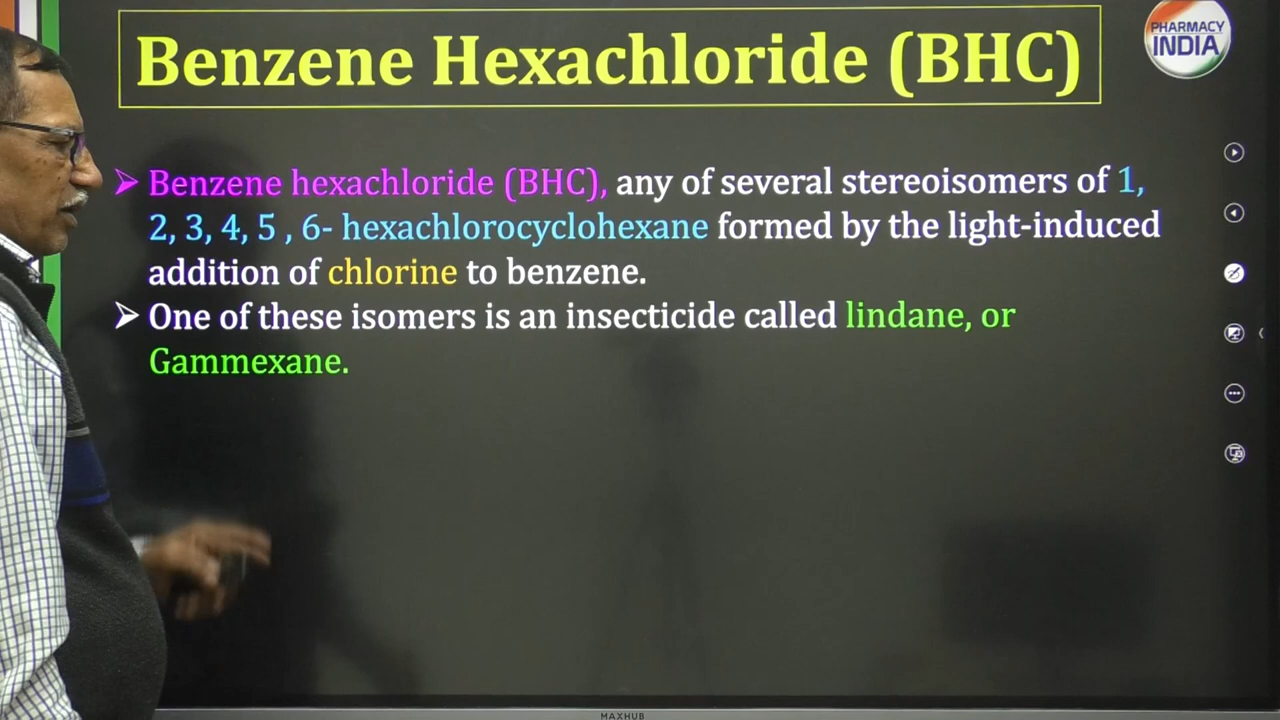 Benzene Hexachloride (BHC)
PHARMACY
INDIA
➢ Benzene hexachloride (BHC), any of several stereoisomers of 1,
2, 3, 4, 5 , 6- hexachlorocyclohexane formed by the light-induced
addition of chlorine to benzene.
➢ One of these isomers is an insecticide called lindane, or
Gammexane.
MAXHUB